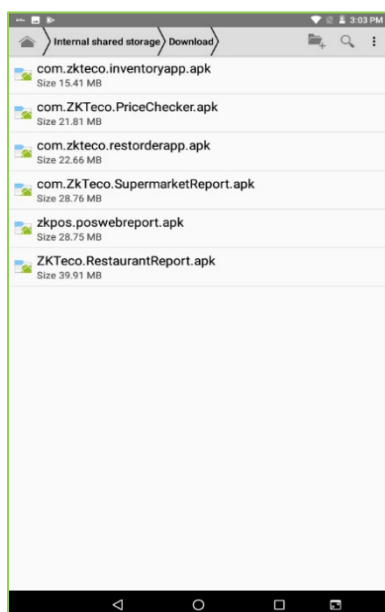 3:03 PM
Internal shared storage Download
com.zkteco.inventoryapp.apk
Size 15.41 MB
com.ZKTeco.PriceChecker.apk
Size 21.81 MB
com.zkteco.restorderapp.apk
Size 22.66 MB
com.ZkTeco.SupermarketReport.apk
Size 28.76 MB
zkpos.poswebreport.apk
Size 28.75 MB
ZKTeco.RestaurantReport.apk
Size 39.91 MB